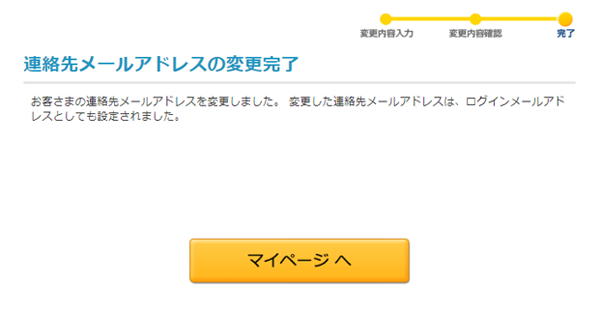 変更内容入力 変更内容確認 完了
連絡先メールアドレスの変更完了
お客さまの連絡先メールアドレスを変更しました。 変更した連絡先メールアドレスは、ログインメールアド
レスとしても設定されました。
マイページ へ